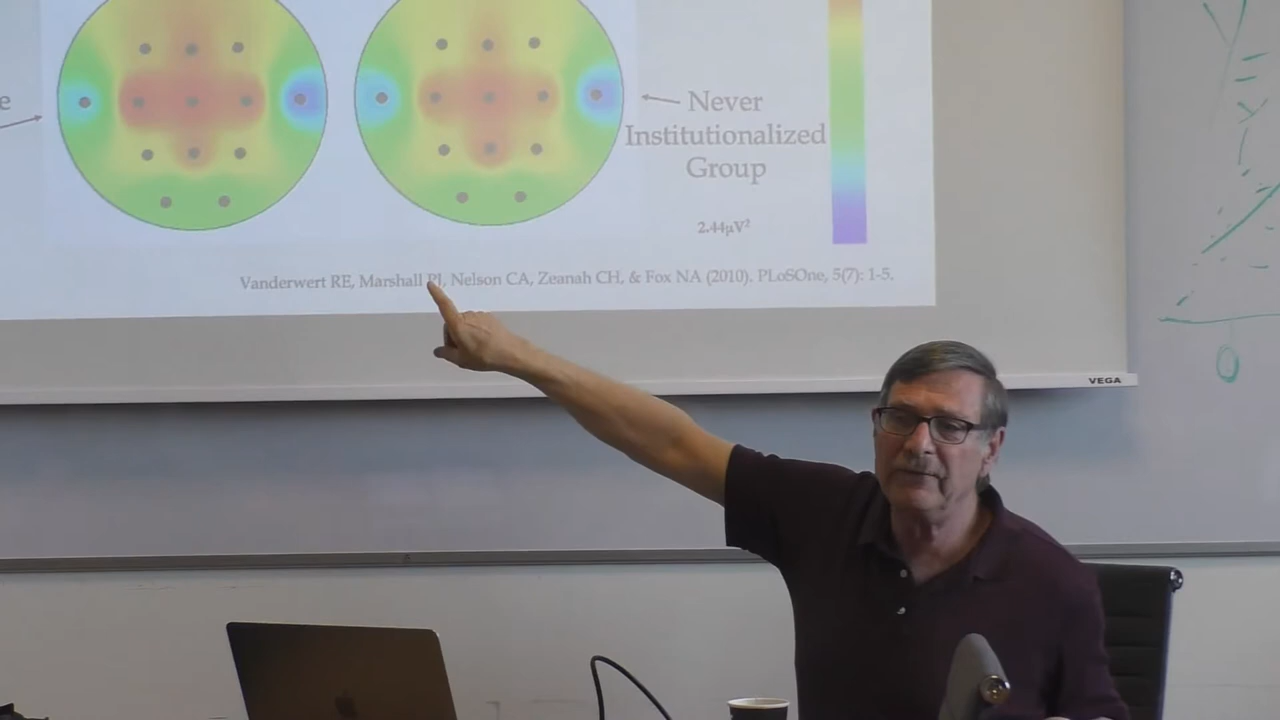 e
Never
Institutionalized
Group
2.44µV²
Vanderwert RE, Marshall PJ, Nelson CA, Zeanah CH, & Fox NA (2010). PLoSOne, 5(7): 1-5.
VEGA
0